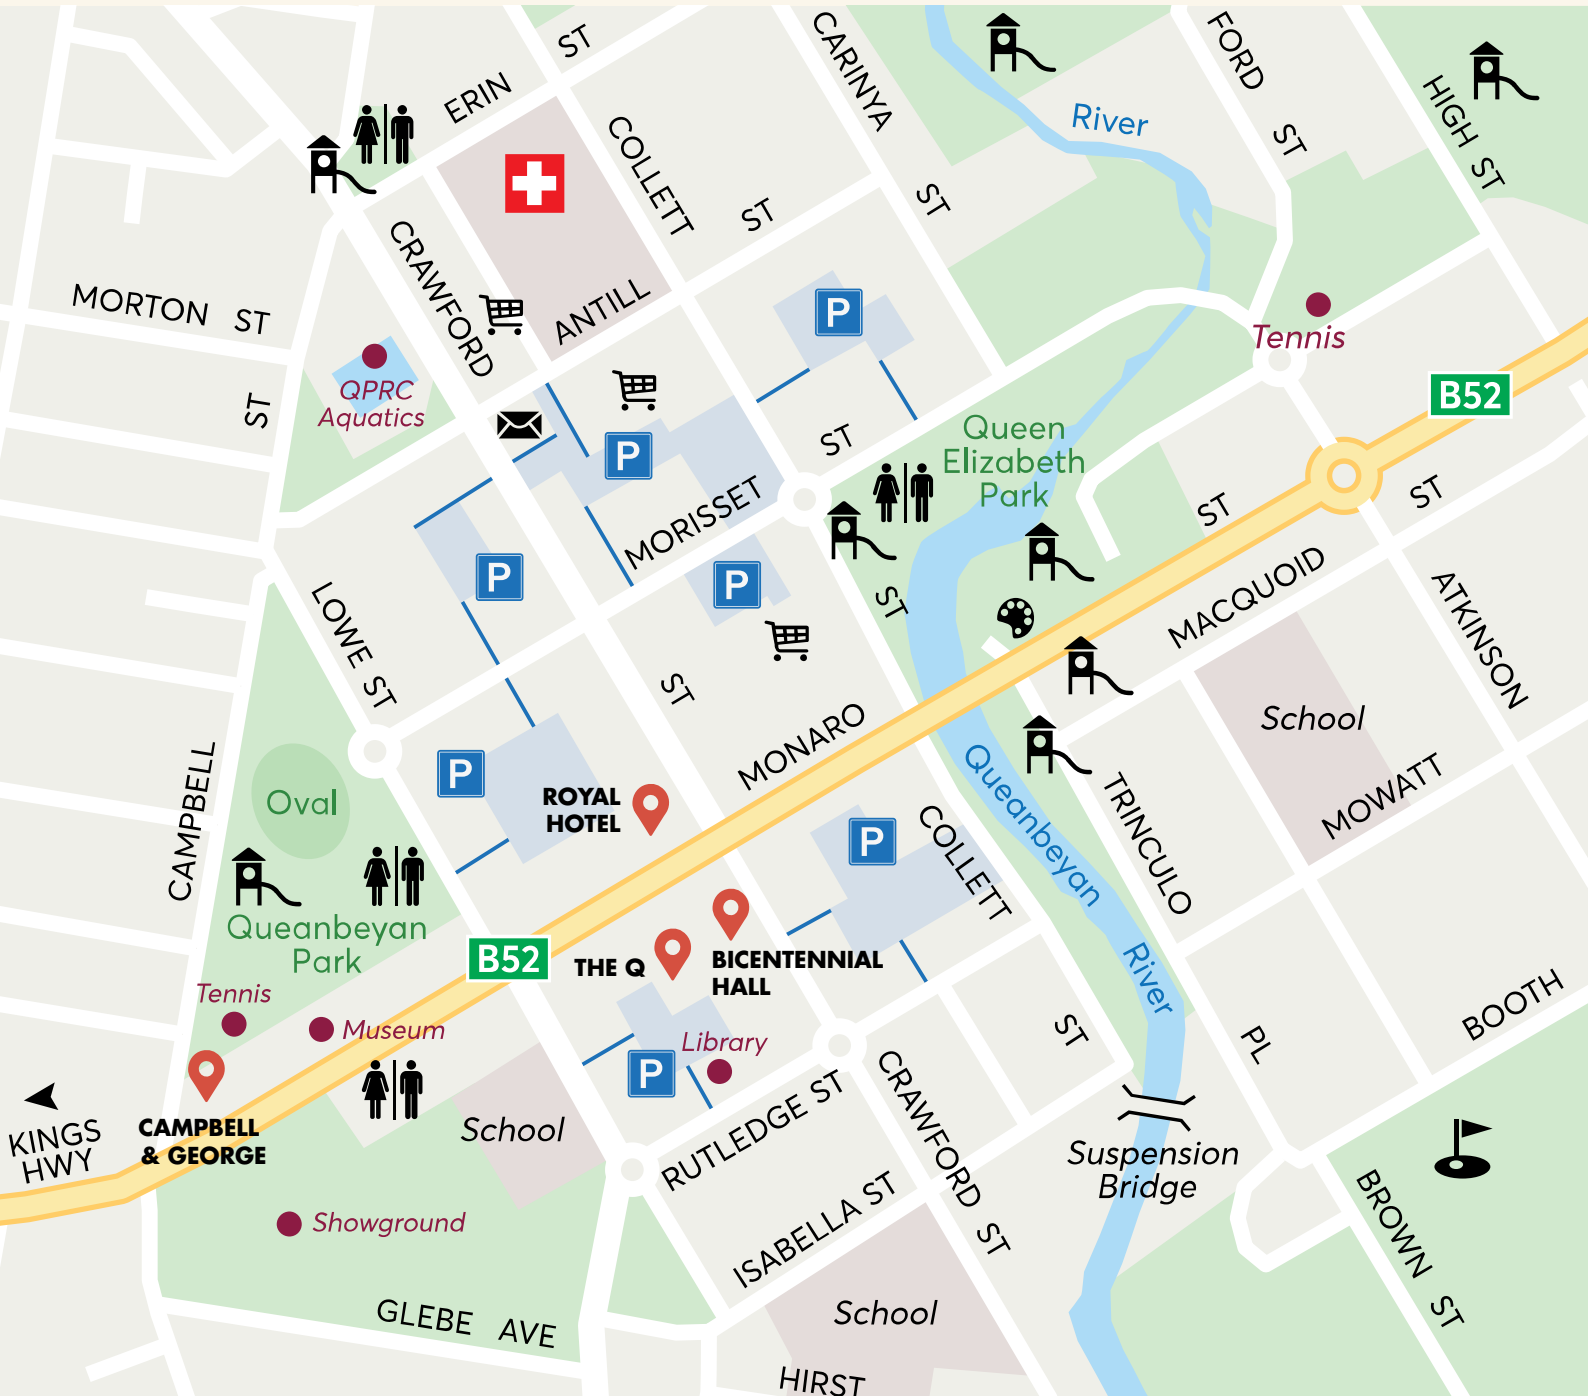 ERIN
ST
COLLETT
ST
CARINYA
ST
River
FORD
ST
HIGH ST
CRAWFORD
ANTILL
MORTON ST
ST
QPRC
Aquatics
P
Tennis
B52
Queen
Elizabeth
Park
ST
P
MORISSET
P
P
ST
ST
ST
MACQUOID
ATKINSON
LOWE ST
ST
MONARO
School
MOWATT
CAMPBELL
Oval
P
ROYAL
HOTEL
P
COLLETT
Queanbeyan
River
TRINCULO
PL
Queanbeyan
Park
B52
THE Q
BICENTENNIAL
HALL
Tennis
Museum
Library
P
ST
BOOTH
KINGS
HWY
CAMPBELL
& GEORGE
School
RUTLEDGE ST
CRAWFORD ST
Suspension
Bridge
ISABELLA ST
BROWN ST
Showground
GLEBE AVE
School
HIRST